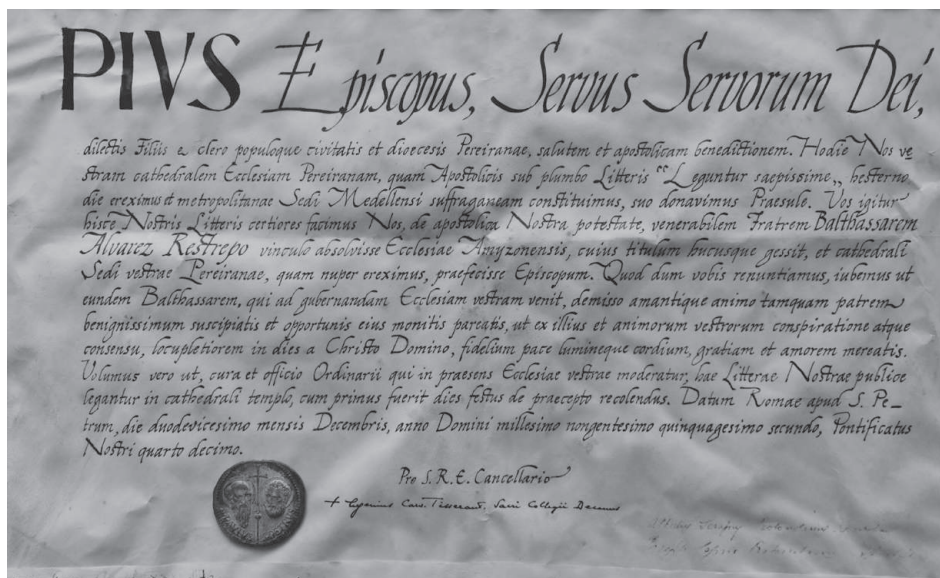 PIVS Episcopus, Servus Servorum Dei,
dilectis Filiis e clero populoque civitatis et dioecesis Pereiranae, salutem et apostolicam benedictionem. Hodie Nos ve
stram cathedralem Ecclesiam Pereiranam, quam Apostolicis sub plumbo Litteris "Leguntur saepissime„ hesterno
die ereximus et metropolitanae Sedi Medellensi suffraganeam constituimus, suo donavimus Praesule. Vos igitur
hisce Nostris Litteris certiores facimus Nos, de apostolica Nostra potestate, venerabilem Fratrem Balthassarem
Alvarez Restrepo vinculo absolvisse Ecclesiae Amyzonensis, cuius titulum hucusque gessit, et cathedrali
Sedi vestrae Pereiranae, quam nuper ereximus, praefecisse Episcopum. Quod dum vobis renuntiamus, iubemus ut
eundem Balthassarem, qui ad gubernandam Ecclesiam vestram venit, demisso amantique animo tamquam patrem
benignissimum suscipiatis et opportunis eius monitis pareatis, ut ex illius et animorum vestrorum conspiratione atque
consensu, locupletiorem in dies a Christo Domino, fidelium pace lumineque cordium, gratiam et amorem mereatis.
Volumus vero ut, cura et officio Ordinarii qui in praesens Ecclesiae vestrae moderatur, hae Litterae Nostrae publice
legantur in cathedrali templo, cum primus fuerit dies festus de praecepto recolendus. Datum Romae apud S. Pe-
trum, die duodevicesimo mensis Decembris, anno Domini millesimo nongentesimo quinquagesimo secundo, Pontificatus
Nostri quarto decimo.
Pro S.R.E. Cancellario
+ Eugenius Card. Tisserant, Sacri Collegii Decanus